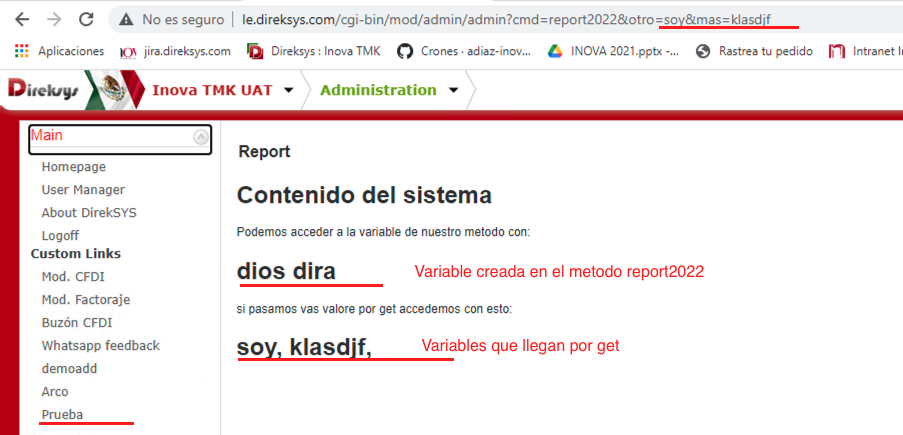 No es seguro | le.direksys.com/cgi-bin/mod/admin/admin?cmd=report2022&otro=soy&mas=klasdjf
Aplicaciones jira.direksys.com Direksys : Inova TMK Crones · adiaz-inov... INOVA 2021.pptx -... Rastrea tu pedido Intranet I
Direksys Inova TMK UAT Administration
Main
Homepage
User Manager
About DirekSYS
Logoff
Custom Links
Mod. CFDI
Mod. Factoraje
Buzón CFDI
Whatsapp feedback
demoadd
Arco
Prueba
Report
Contenido del sistema
Podemos acceder a la variable de nuestro metodo con:
dios dira Variable creada en el metodo report2022
si pasamos vas valore por get accedemos con esto:
soy, klasdjf, Variables que llegan por get